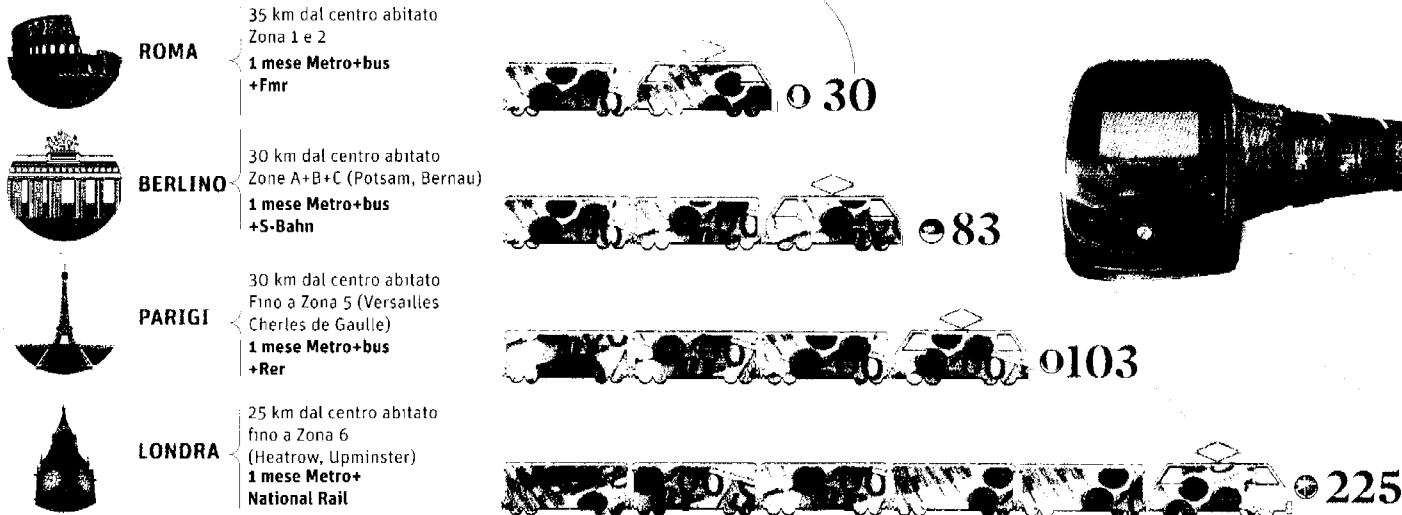 ROMA
35 km dal centro abitato
Zona 1 e 2
1 mese Metro+bus
+Fmr
30
BERLINO
30 km dal centro abitato
Zone A+B+C (Potsam, Bernau)
1 mese Metro+bus
+S-Bahn
83
PARIGI
30 km dal centro abitato
Fino a Zona 5 (Versailles
Cherles de Gaulle)
1 mese Metro+bus
+Rer
103
LONDRA
25 km dal centro abitato
fino a Zona 6
(Heatrow, Upminster)
1 mese Metro+
National Rail
225